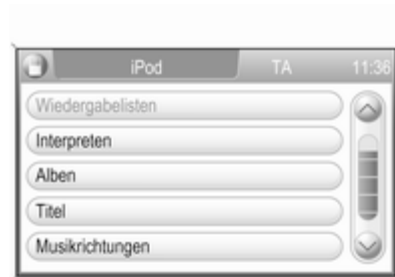 iPod TA 11:36
Wiedergabelisten
Interpreten
Alben
Titel
Musikrichtungen